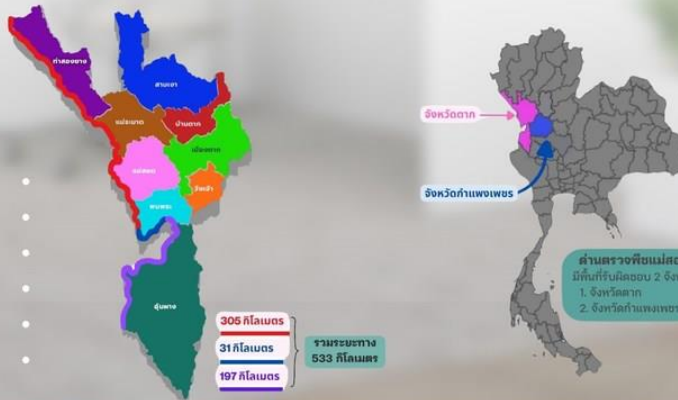 ท่าสองยาง
สามเงา
แม่ระมาด
บ้านตาก
เมืองตาก
แม่สอด
วังเจ้า
พบพระ
อุ้มผาง
305 กิโลเมตร
31 กิโลเมตร
197 กิโลเมตร
รวมระยะทาง
533 กิโลเมตร
จังหวัดตาก
จังหวัดกำแพงเพชร
ด่านตรวจพืชแม่สอ
มีพื้นที่รับผิดชอบ 2 จัง
1. จังหวัดตาก
2. จังหวัดกำแพงเพชร